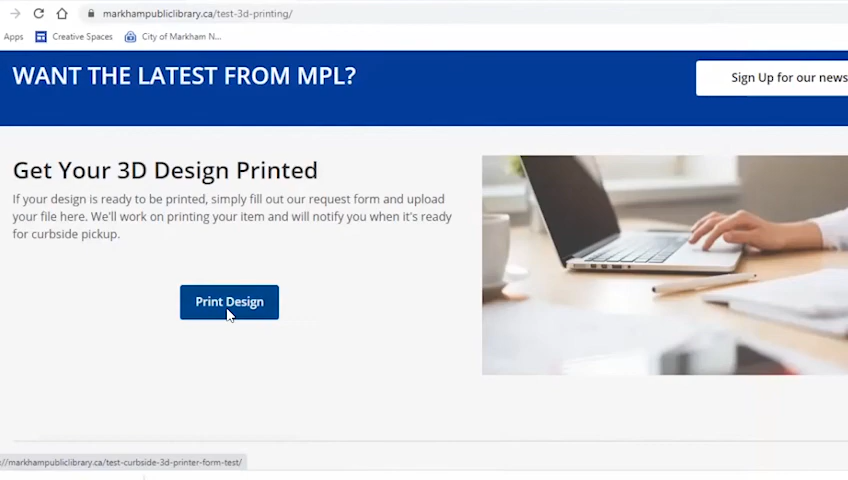 markhampubliclibrary.ca/test-3d-printing/
Apps Creative Spaces City of Markham N...
WANT THE LATEST FROM MPL?
Sign Up for our news
Get Your 3D Design Printed
If your design is ready to be printed, simply fill out our request form and upload
your file here. We'll work on printing your item and will notify you when it's ready
for curbside pickup.
Print Design
://markhampubliclibrary.ca/test-curbside-3d-printer-form-test/